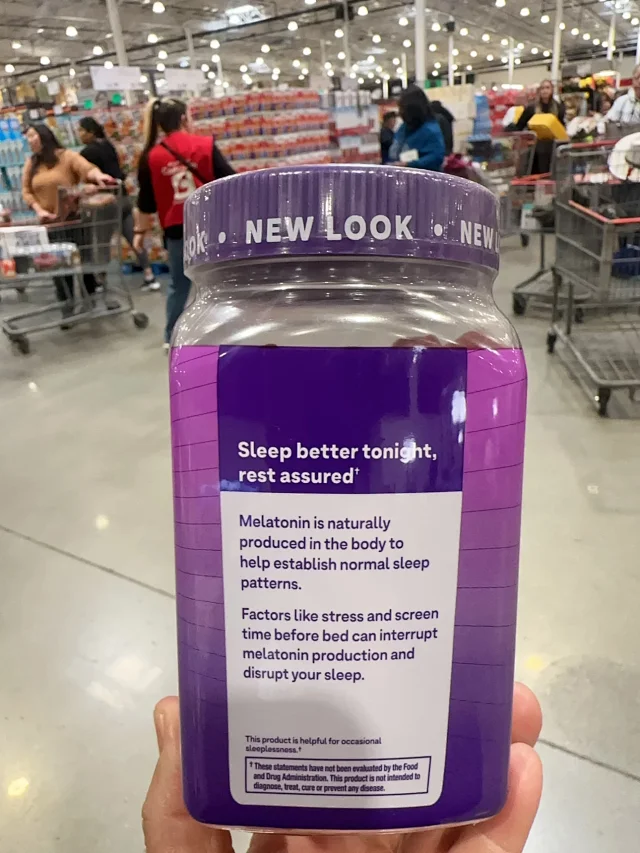 NEW LOOK • NEW
Sleep better tonight,
rest assured†
Melatonin is naturally
produced in the body to
help establish normal sleep
patterns.
Factors like stress and screen
time before bed can interrupt
melatonin production and
disrupt your sleep.
This product is helpful for occasional
sleeplessness.†
† These statements have not been evaluated by the Food
and Drug Administration. This product is not intended to
diagnose, treat, cure or prevent any disease.